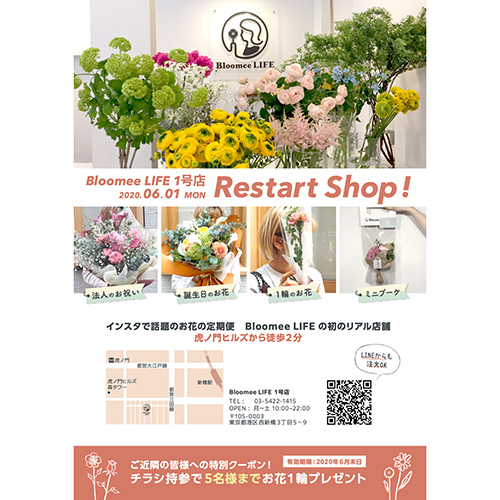 Bloomee LIFE
Bloomee LIFE 1号店
2020.06.01 MON
Restart Shop!
法人のお祝い
誕生日のお花
1輪のお花
ミニブーケ
インスタで話題のお花の定期便 Bloomee LIFE の初のリアル店舗
虎ノ門ヒルズから徒歩2分
LINEからも
注文OK
虎ノ門
都営大江戸線
虎ノ門ヒルズ
森タワー
新橋駅
都営三田線
Bloomee LIFE 1号店
TEL: 03-5422-1415
OPEN: 月~土 10:00~22:00
〒105-0003
東京都港区西新橋3丁目5-9
ご近隣の皆様への特別クーポン!
有効期限:2020年6月末日
チラシ持参で5名様までお花1輪プレゼント